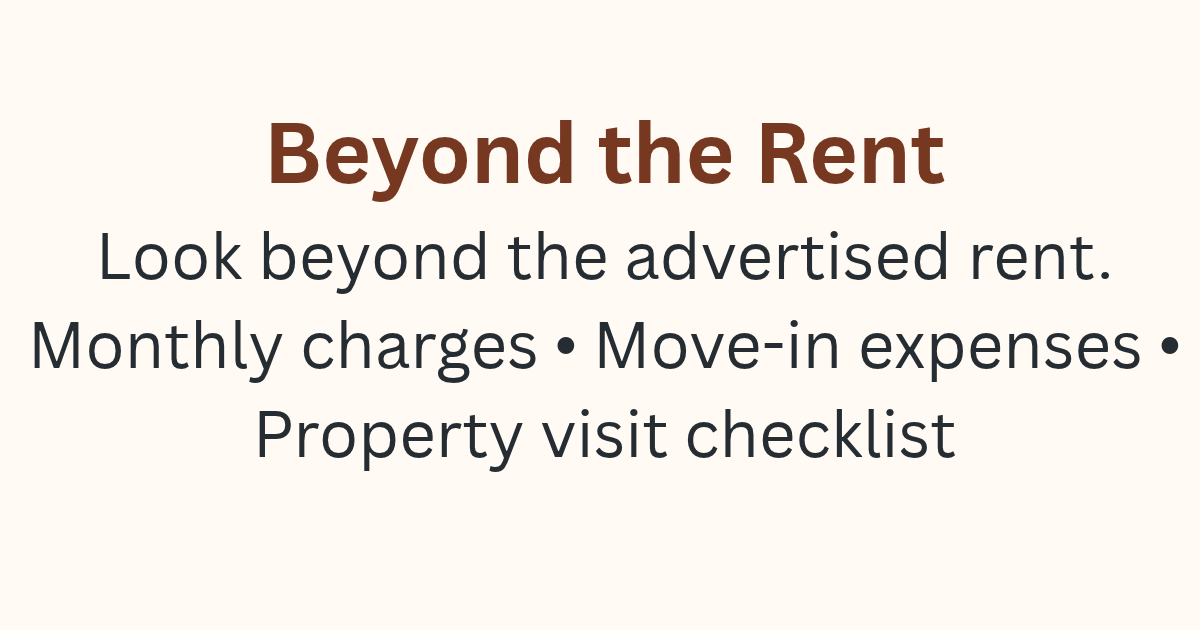 Beyond the Rent
Look beyond the advertised rent.
Monthly charges • Move-in expenses •
Property visit checklist